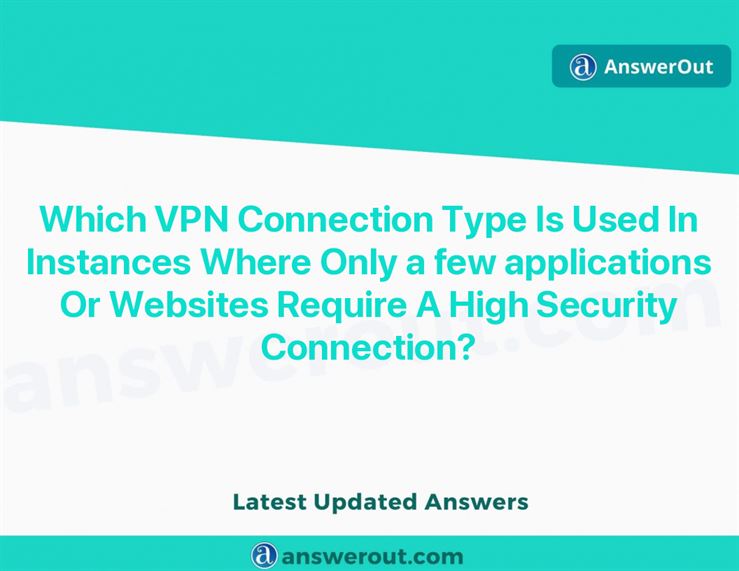 AnswerOut
Which VPN Connection Type Is Used In
Instances Where Only a few applications
Or Websites Require A High Security
Connection?
answerout.com
Latest Updated Answers
answerout.com